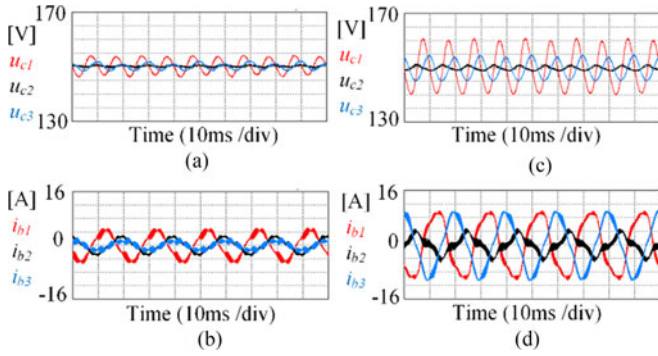 170
[V]
uc1
uc2
uc3
130
Time (10ms /div)
(a)
170
[V]
uc1
uc2
uc3
130
Time (10ms /div)
(c)
[A]
16
ib1
0
ib2
ib3
-16
Time (10ms /div)
(b)
[A]
16
ib1
0
ib2
ib3
-16
Time (10ms /div)
(d)